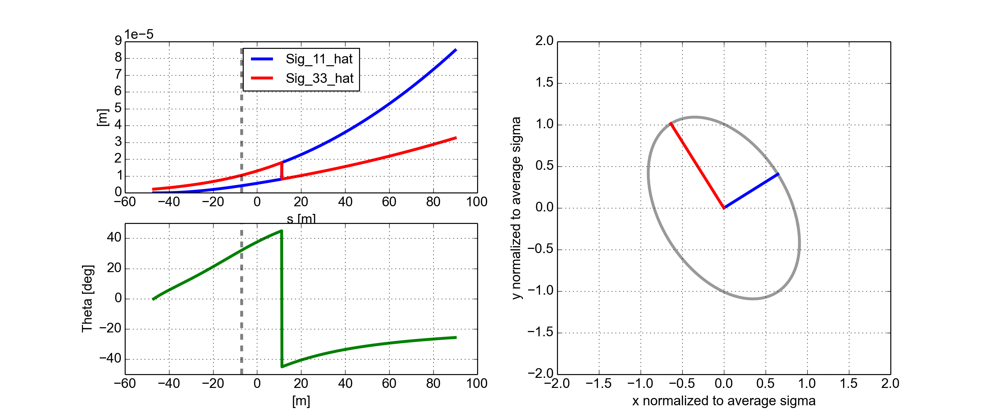 1e−5
9
8
7
6
5
4
3
2
1
0
[m]
Sig_11_hat
Sig_33_hat
−60 −40 −20 0 20 40 60 80 100
s [m]
40
20
0
−20
−40
Theta [deg]
−60 −40 −20 0 20 40 60 80 100
[m]
2.0
1.5
1.0
0.5
0.0
−0.5
−1.0
−1.5
−2.0
y normalized to average sigma
−2.0 −1.5 −1.0 −0.5 0.0 0.5 1.0 1.5 2.0
x normalized to average sigma